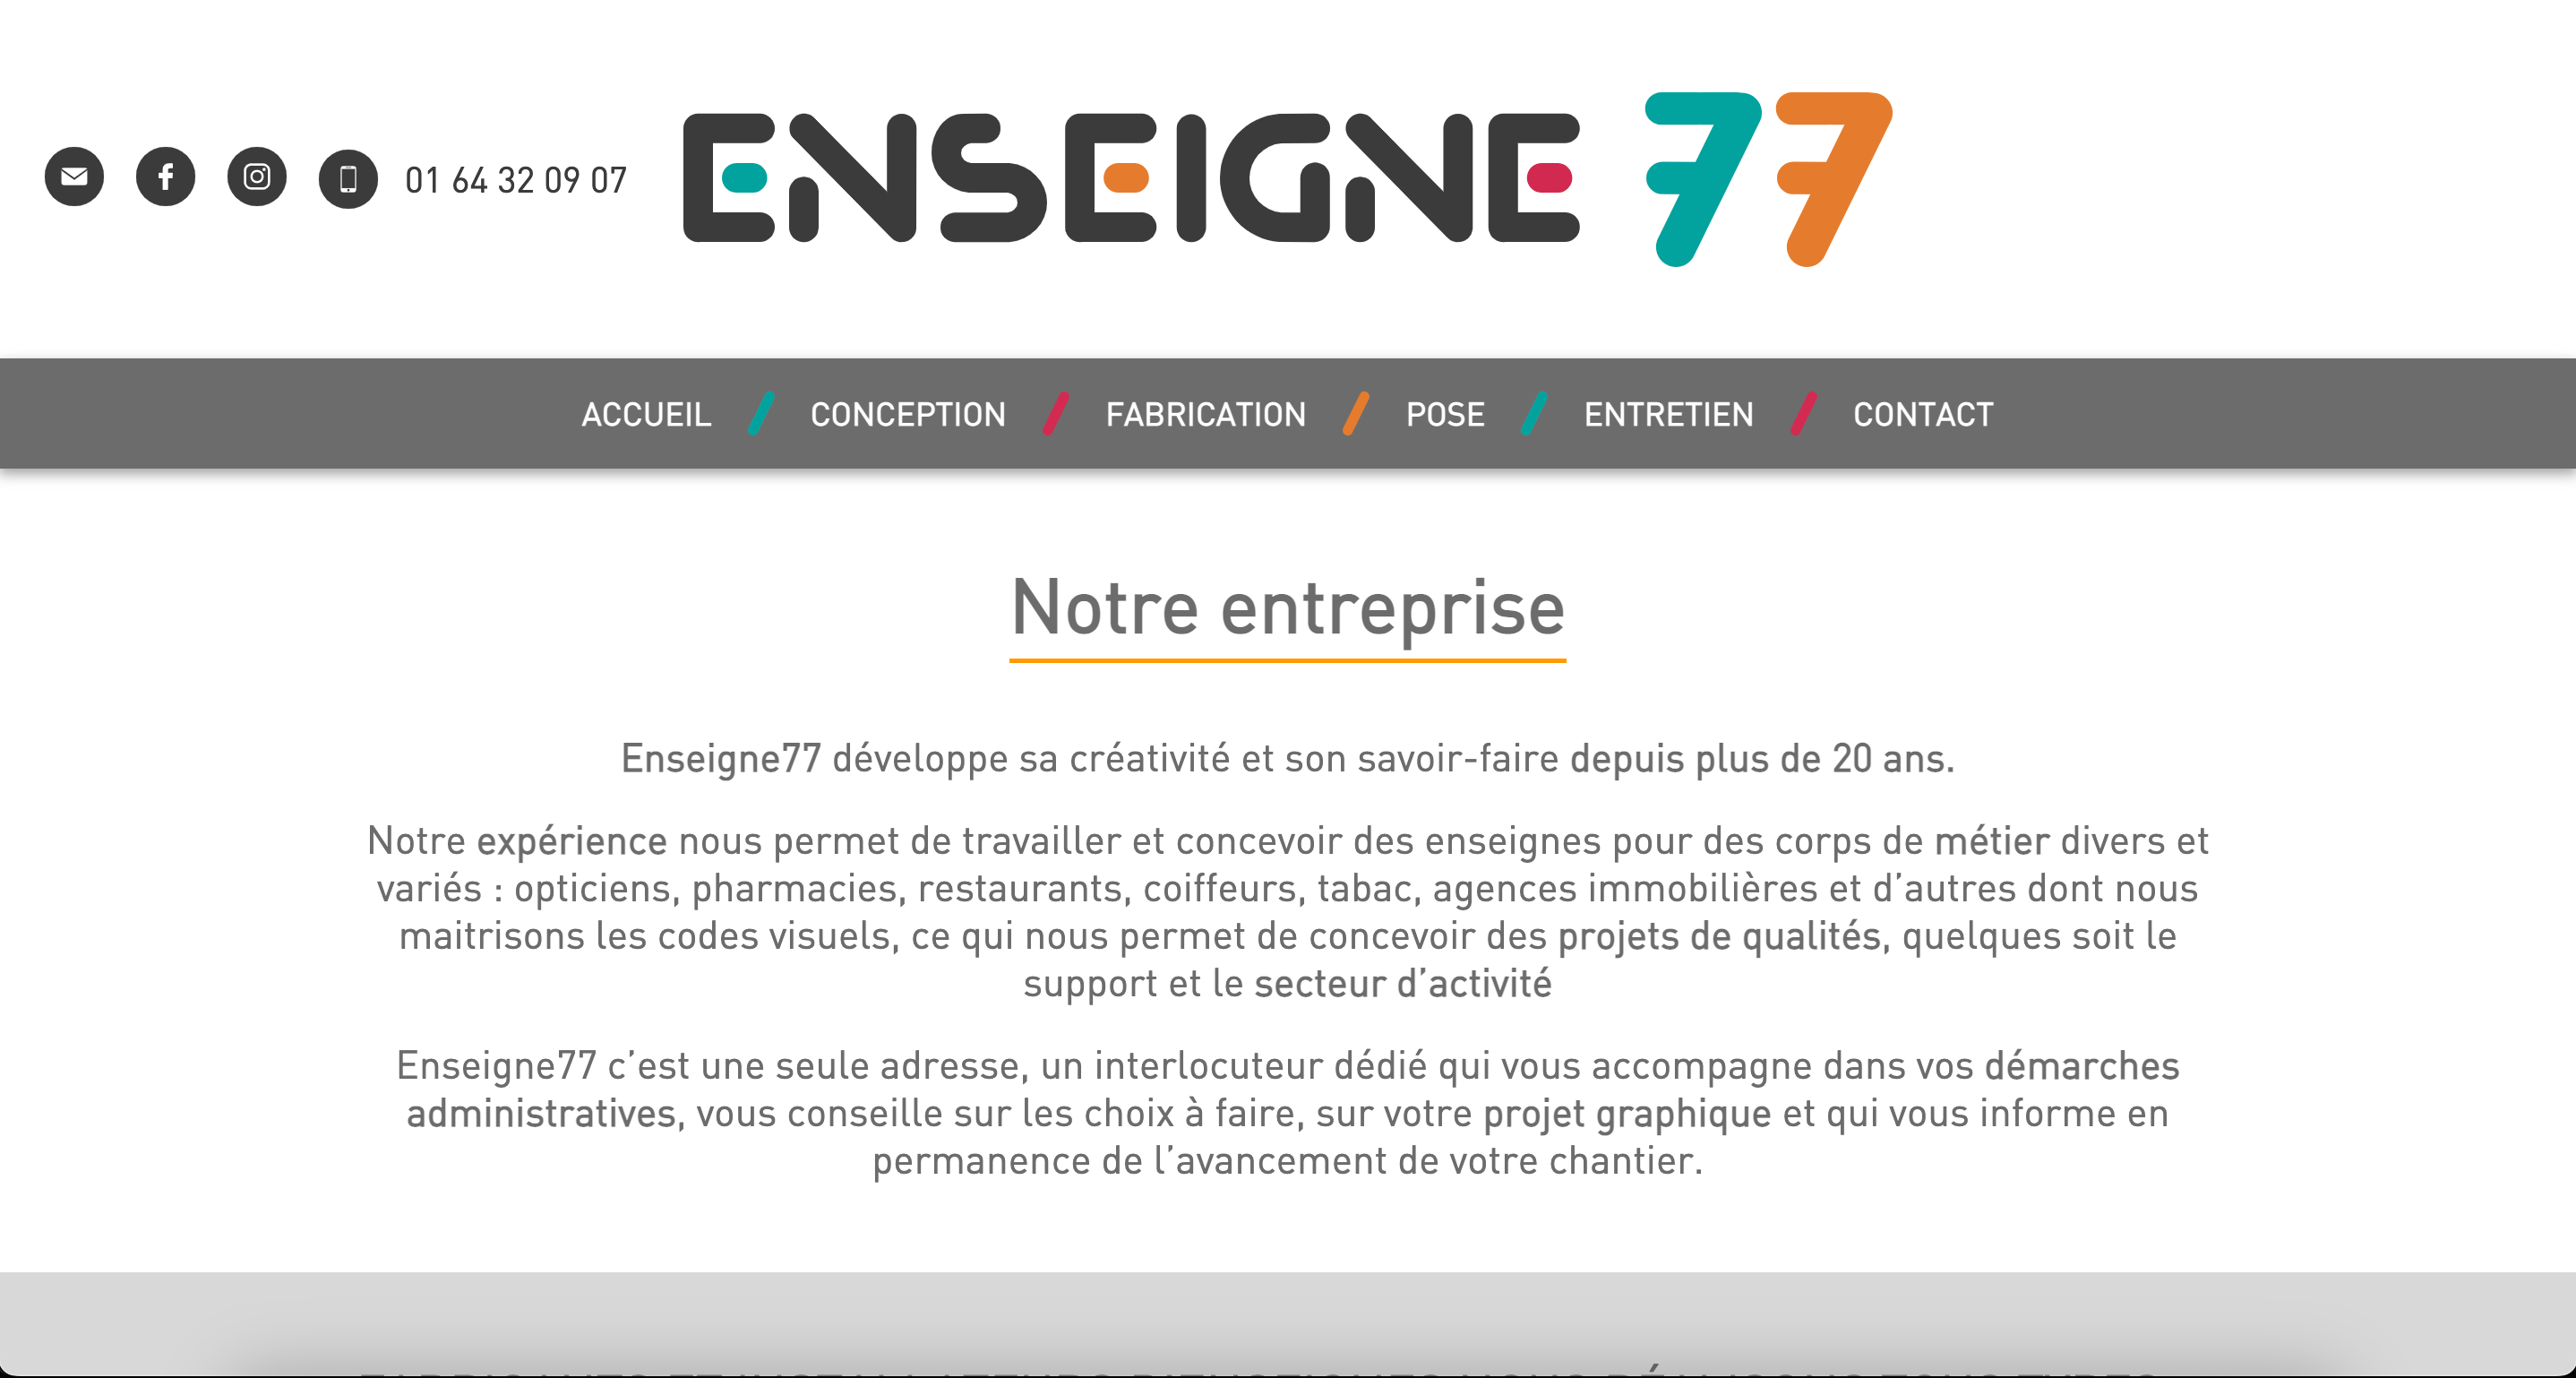 01 64 32 09 07
ENSEIGNE 77
ACCUEIL CONCEPTION FABRICATION POSE ENTRETIEN CONTACT
Notre entreprise
Enseigne77 développe sa créativité et son savoir-faire depuis plus de 20 ans.
Notre expérience nous permet de travailler et concevoir des enseignes pour des corps de métier divers et
variés : opticiens, pharmacies, restaurants, coiffeurs, tabac, agences immobilières et d’autres dont nous
maitrisons les codes visuels, ce qui nous permet de concevoir des projets de qualités, quelques soit le
support et le secteur d’activité
Enseigne77 c’est une seule adresse, un interlocuteur dédié qui vous accompagne dans vos démarches
administratives, vous conseille sur les choix à faire, sur votre projet graphique et qui vous informe en
permanence de l’avancement de votre chantier.